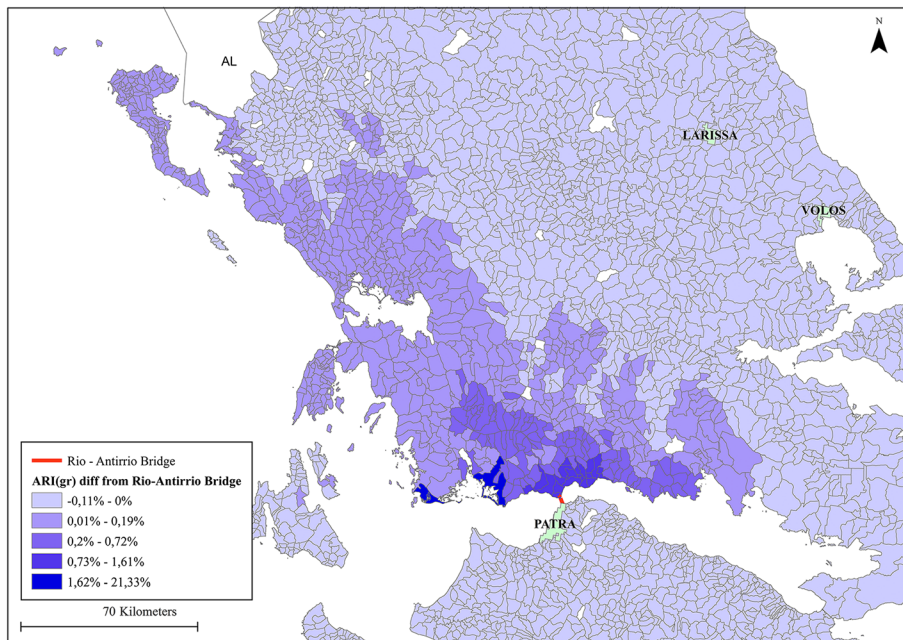 N
AL
LARISSA
VOLOS
PATRA
Rio - Antirrio Bridge
ARI(gr) diff from Rio-Antirrio Bridge
-0,11% - 0%
0,01% - 0,19%
0,2% - 0,72%
0,73% - 1,61%
1,62% - 21,33%
70 Kilometers